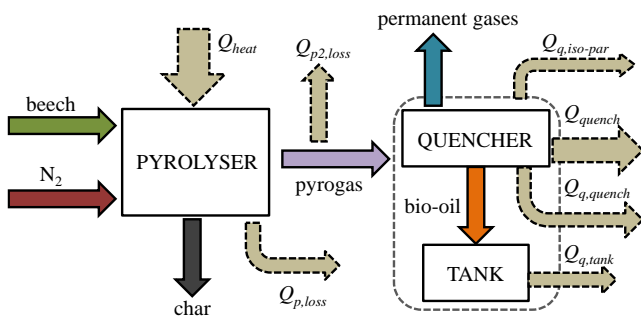 permanent gases
Q_heat
Q_p2,loss
Q_q,iso-par
beech
Q_quench
PYROLYSER
QUENCHER
N_2
pyrogas
bio-oil
Q_q,quench
Q_q,tank
TANK
char
Q_p,loss